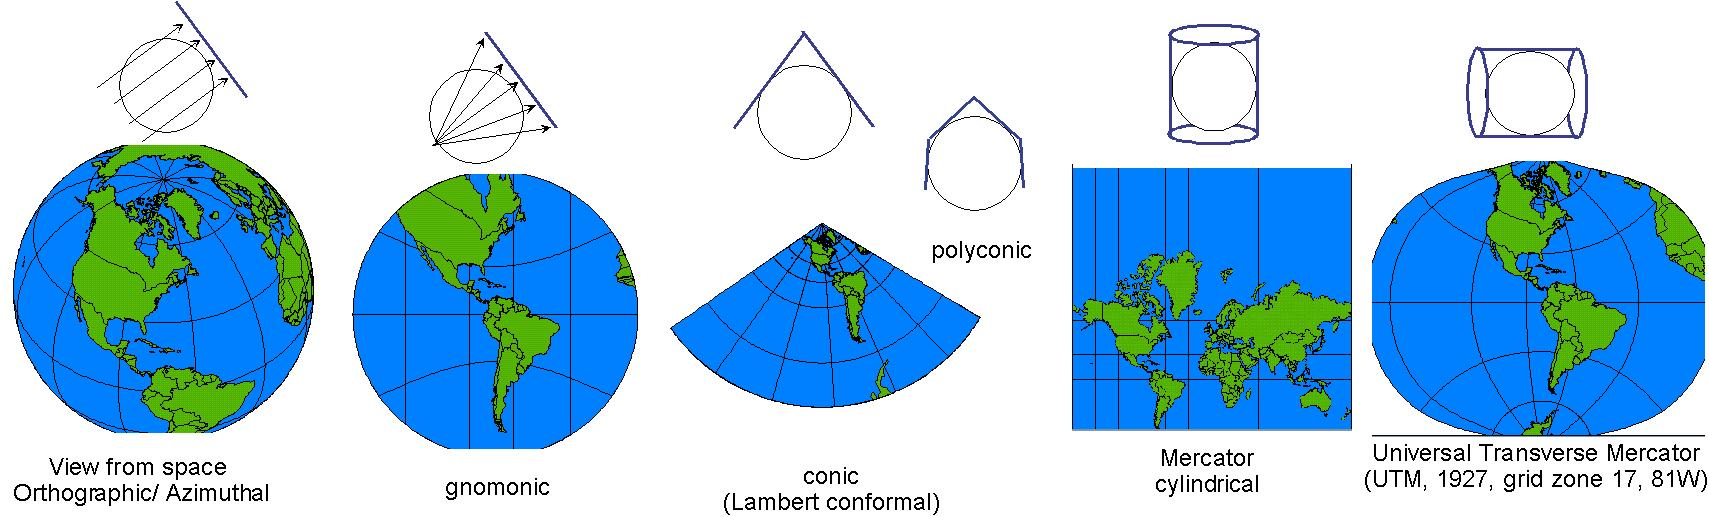 View from space
Orthographic/ Azimuthal
gnomonic
conic
(Lambert conformal)
polyconic
Mercator
cylindrical
Universal Transverse Mercator
(UTM, 1927, grid zone 17, 81W)